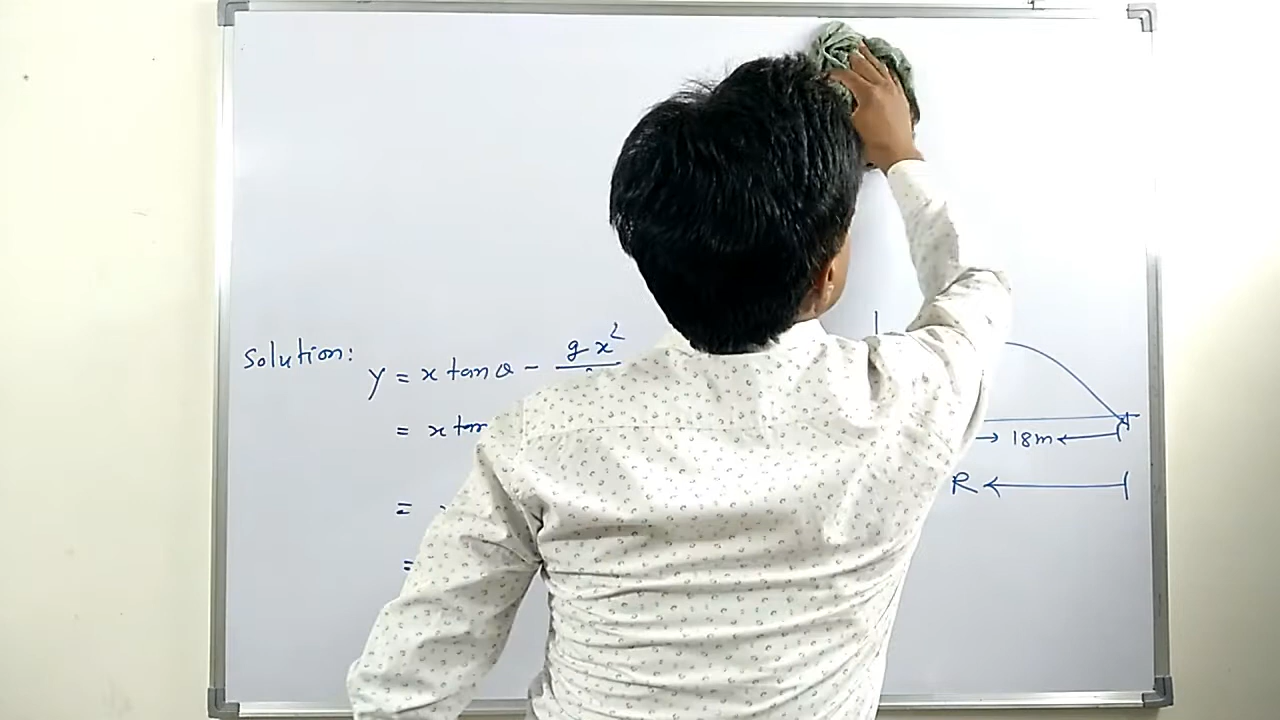 Solution:
y = x tan θ - g x²
= x tan
=
=
18m
R